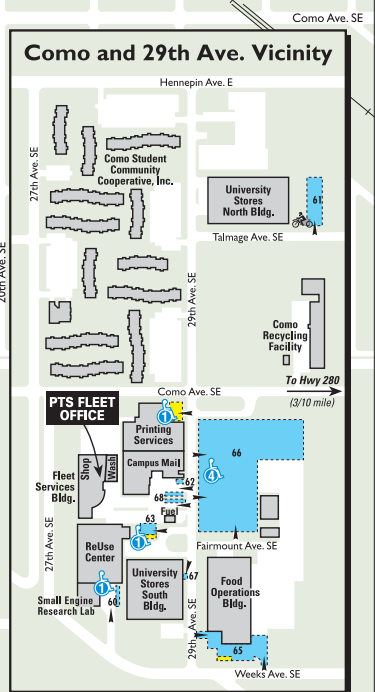 Como Ave. SE
Como and 29th Ave. Vicinity
Hennepin Ave. E
27th Ave. SE
Como Student
Community
Cooperative, Inc.
University
Stores
North Bldg.
61
Talmage Ave. SE
20th Ave. SE
29th Ave. SE
Como
Recycling
Facility
To Hwy 280
(3/10 mile)
Como Ave. SE
PTS FLEET
OFFICE
1
Printing
Services
Campus Mail
Shop
Wash
Fleet
Services
Bldg.
66
4
62
68
Fuel
63
1
27th Ave. SE
ReUse
Center
Fairmount Ave. SE
1
60
Small Engine
Research Lab
University
Stores
South
Bldg.
67
Food
Operations
Bldg.
29th Ave. SE
65
Weeks Ave. SE